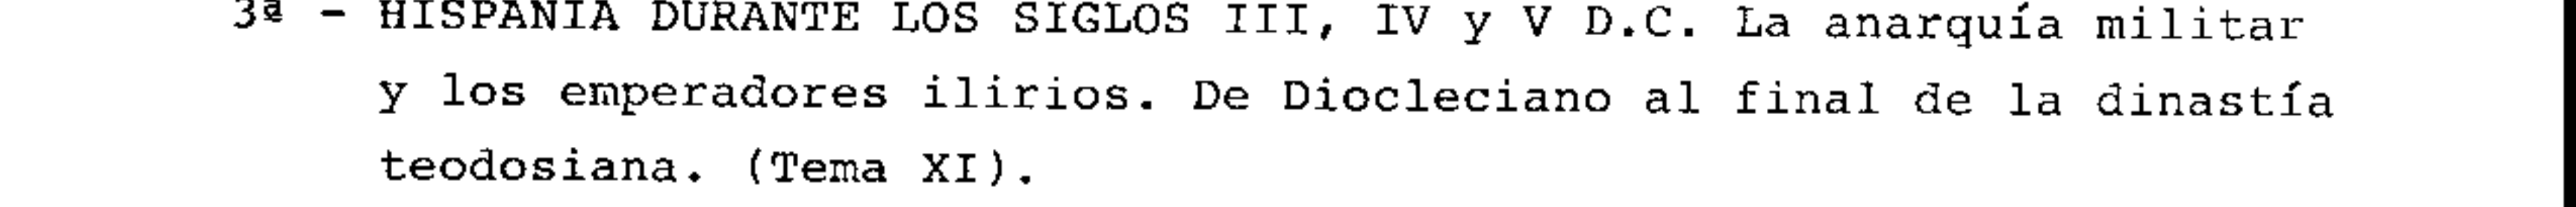 3ª - HISPANIA DURANTE LOS SIGLOS III, IV y V D.C. La anarquía militar
y los emperadores ilirios. De Diocleciano al final de la dinastía
teodosiana. (Tema XI).